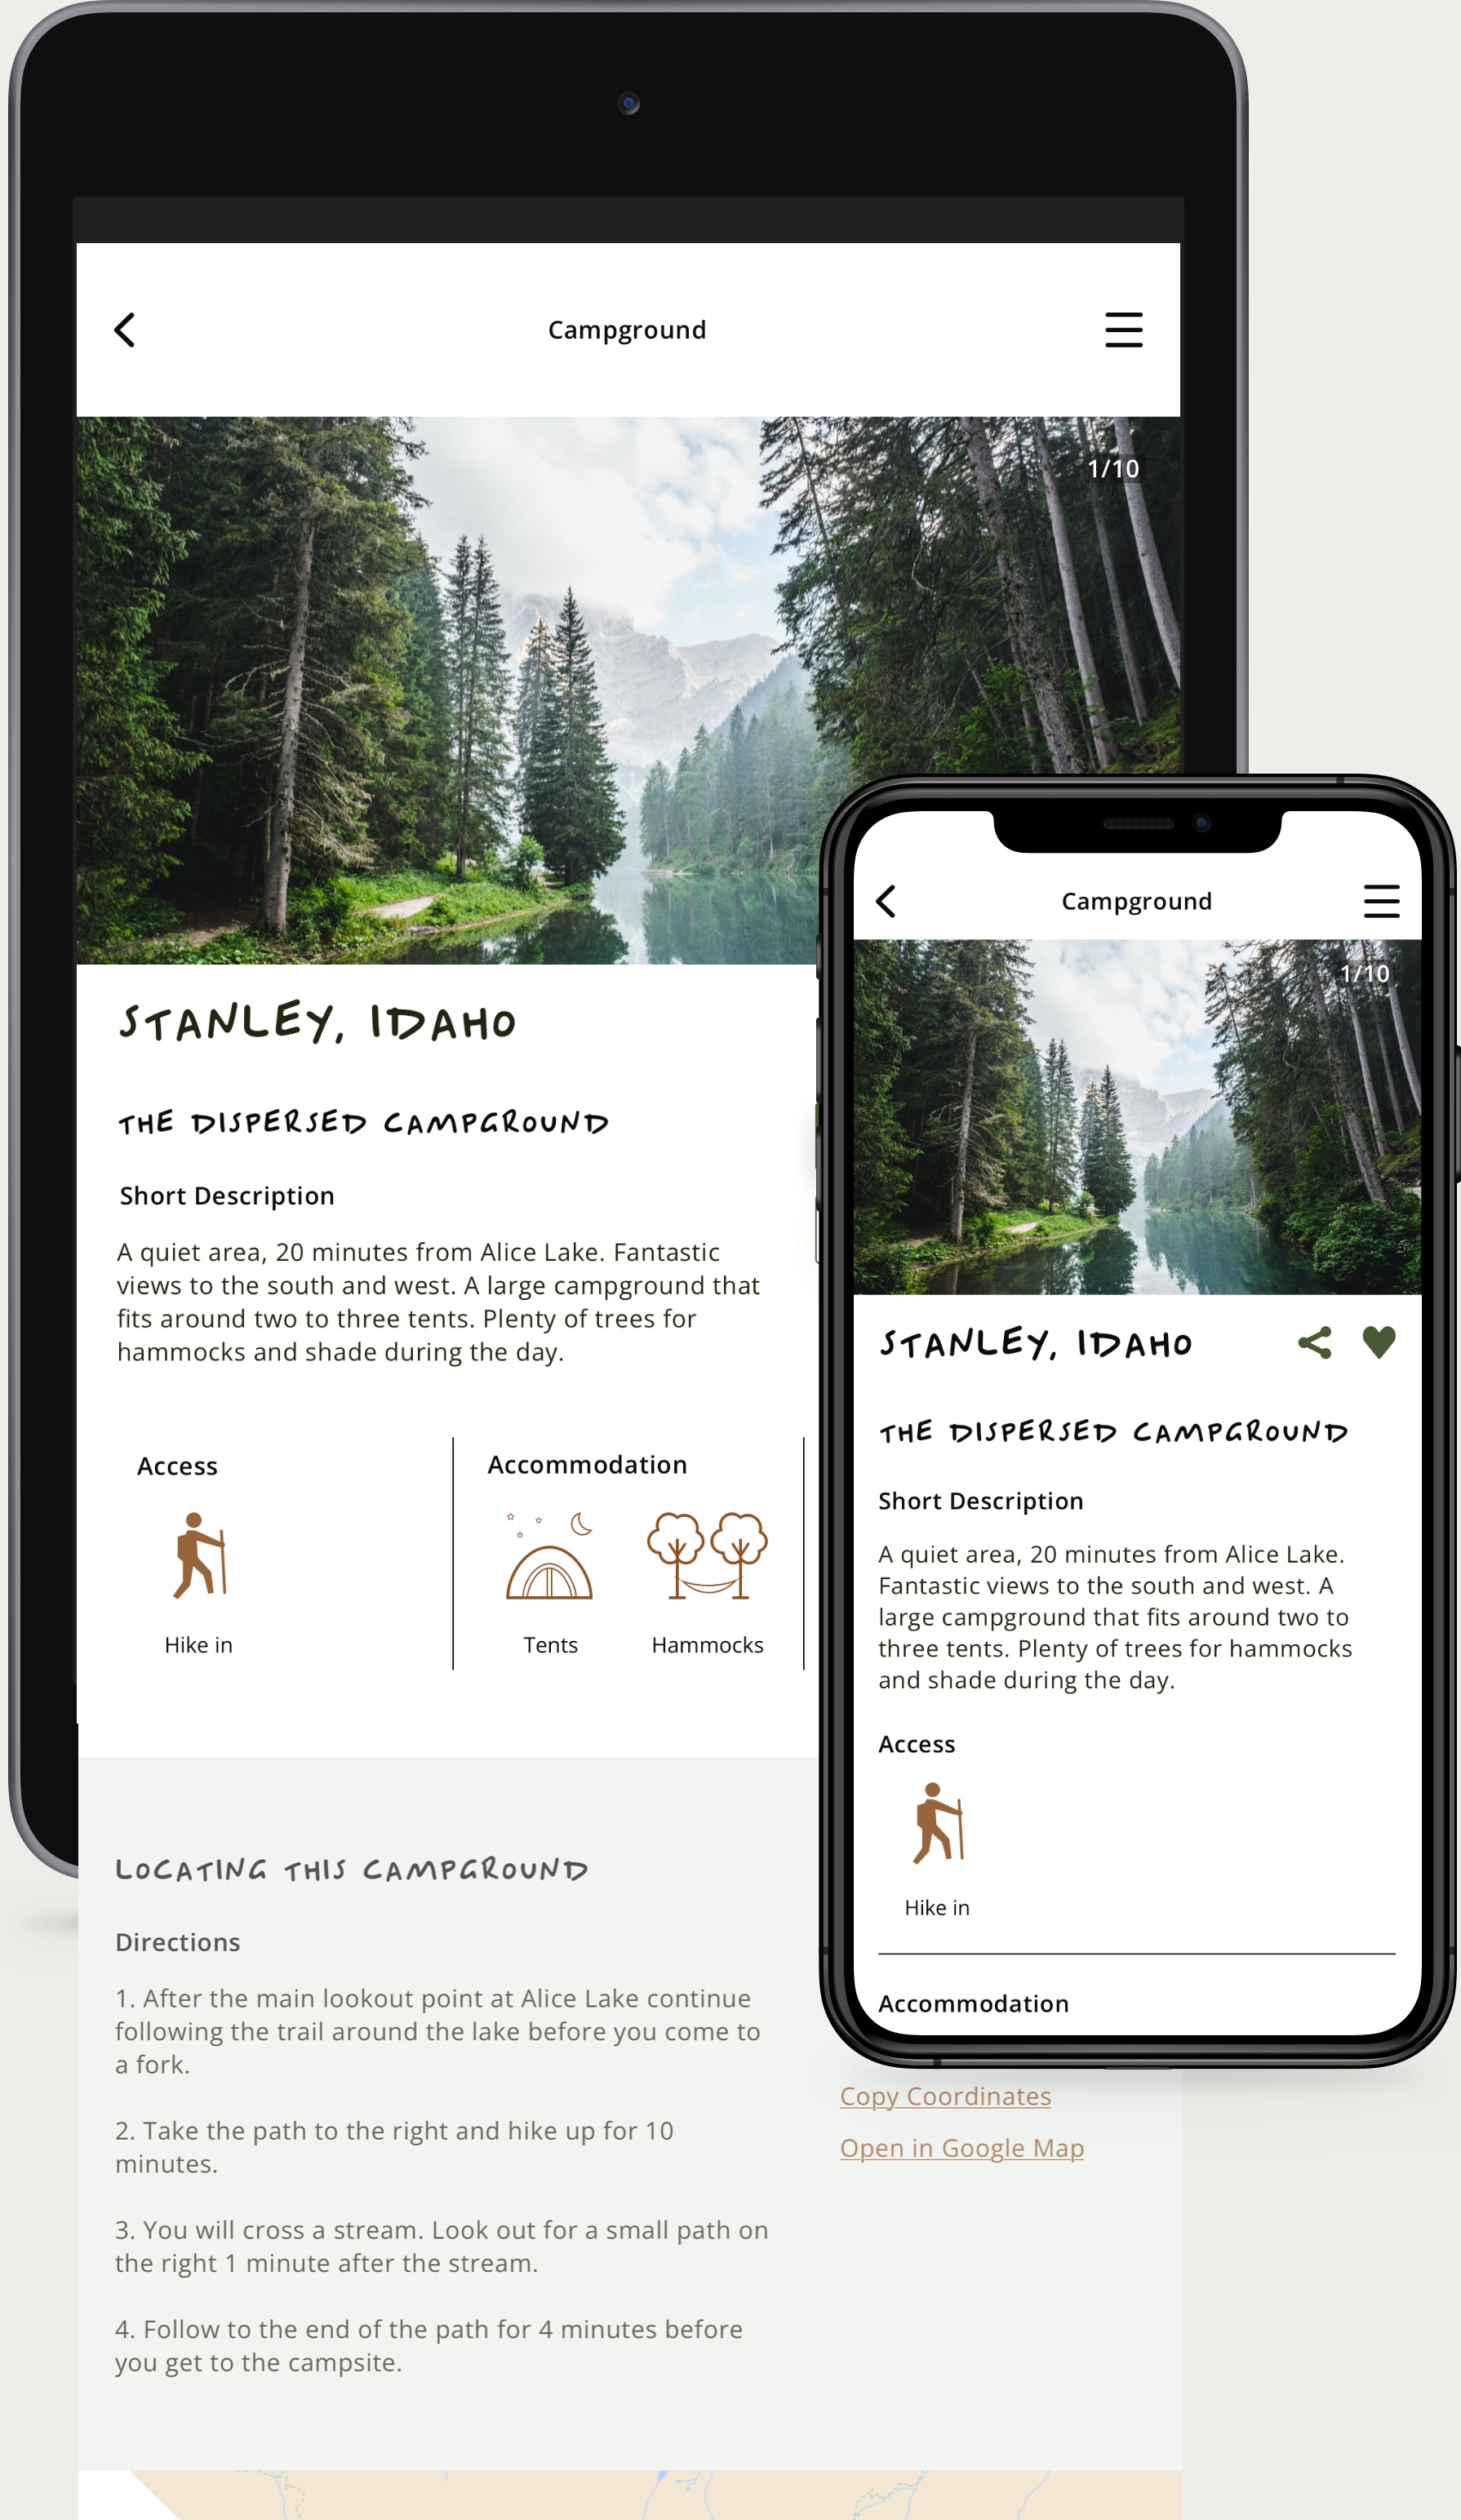 Campground
1/10
STANLEY, IDAHO
THE DISPERSED CAMPGROUND
Short Description
A quiet area, 20 minutes from Alice Lake. Fantastic
views to the south and west. A large campground that
fits around two to three tents. Plenty of trees for
hammocks and shade during the day.
Access
Hike in
Accommodation
Tents
Hammocks
LOCATING THIS CAMPGROUND
Directions
1. After the main lookout point at Alice Lake continue
following the trail around the lake before you come to
a fork.
2. Take the path to the right and hike up for 10
minutes.
3. You will cross a stream. Look out for a small path on
the right 1 minute after the stream.
4. Follow to the end of the path for 4 minutes before
you get to the campsite.
Copy Coordinates
Open in Google Map
Campground
1/10
STANLEY, IDAHO
THE DISPERSED CAMPGROUND
Short Description
A quiet area, 20 minutes from Alice Lake.
Fantastic views to the south and west. A
large campground that fits around two to
three tents. Plenty of trees for hammocks
and shade during the day.
Access
Hike in
Accommodation